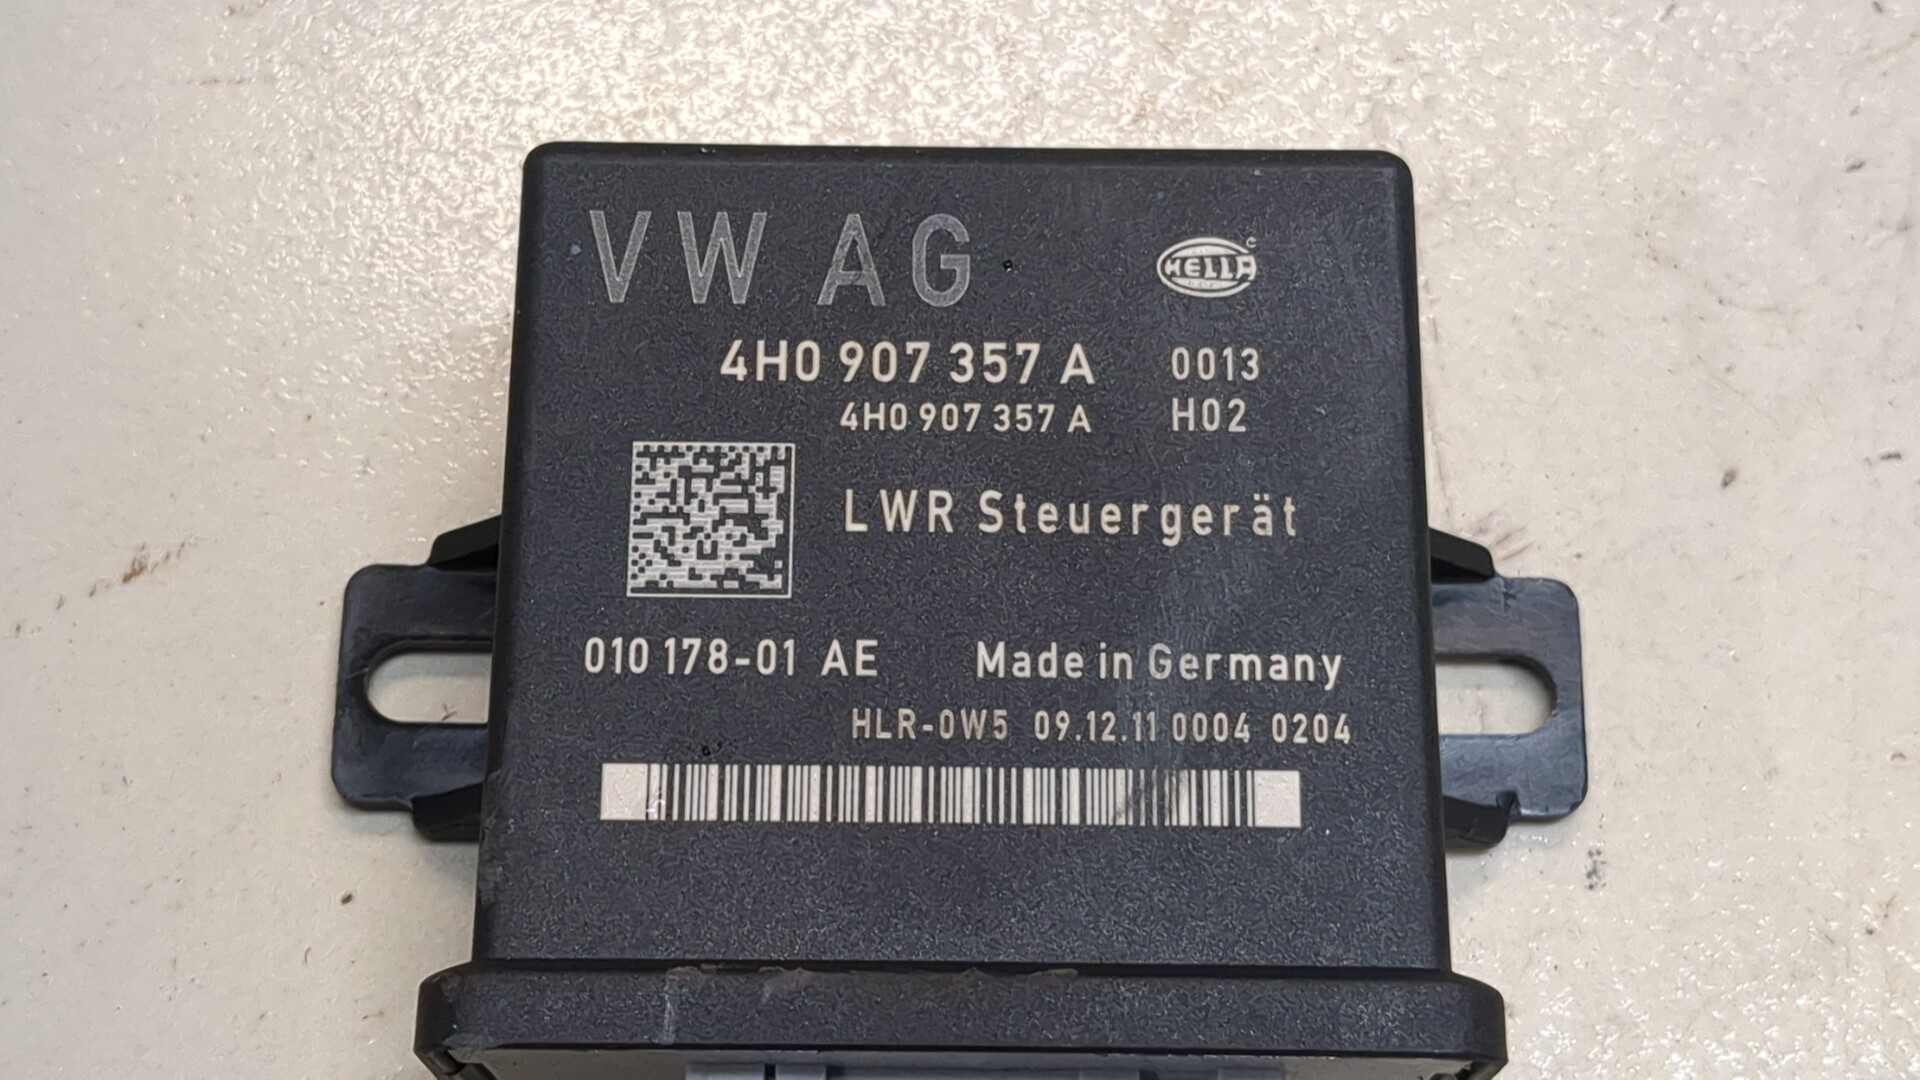 VW AG
HELLA
4H0 907 357 A 0013
4H0 907 357 A H02
LWR Steuergerät
010 178-01 AE Made in Germany
HLR-0W5 09.12.11 0004 0204